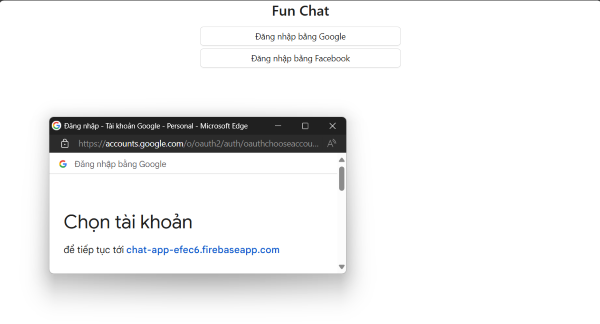 Fun Chat
Đăng nhập bằng Google
Đăng nhập bằng Facebook
Đăng nhập - Tài khoản Google - Personal - Microsoft Edge
https://accounts.google.com/o/oauth2/auth/oauthchooseaccou...
Đăng nhập bằng Google
Chọn tài khoản
để tiếp tục tới chat-app-efec6.firebaseapp.com